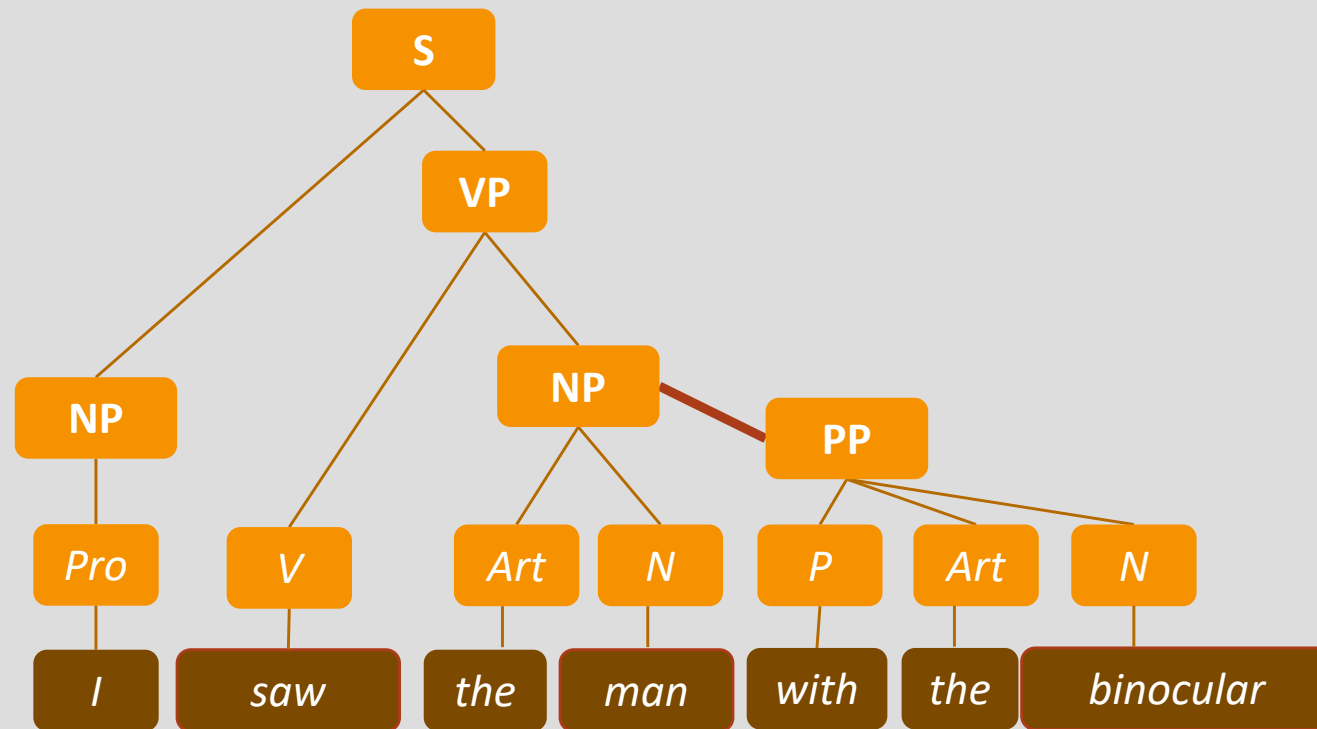 S
VP
NP
NP
PP
Pro
V
Art
N
P
Art
N
I saw the man with the binocular